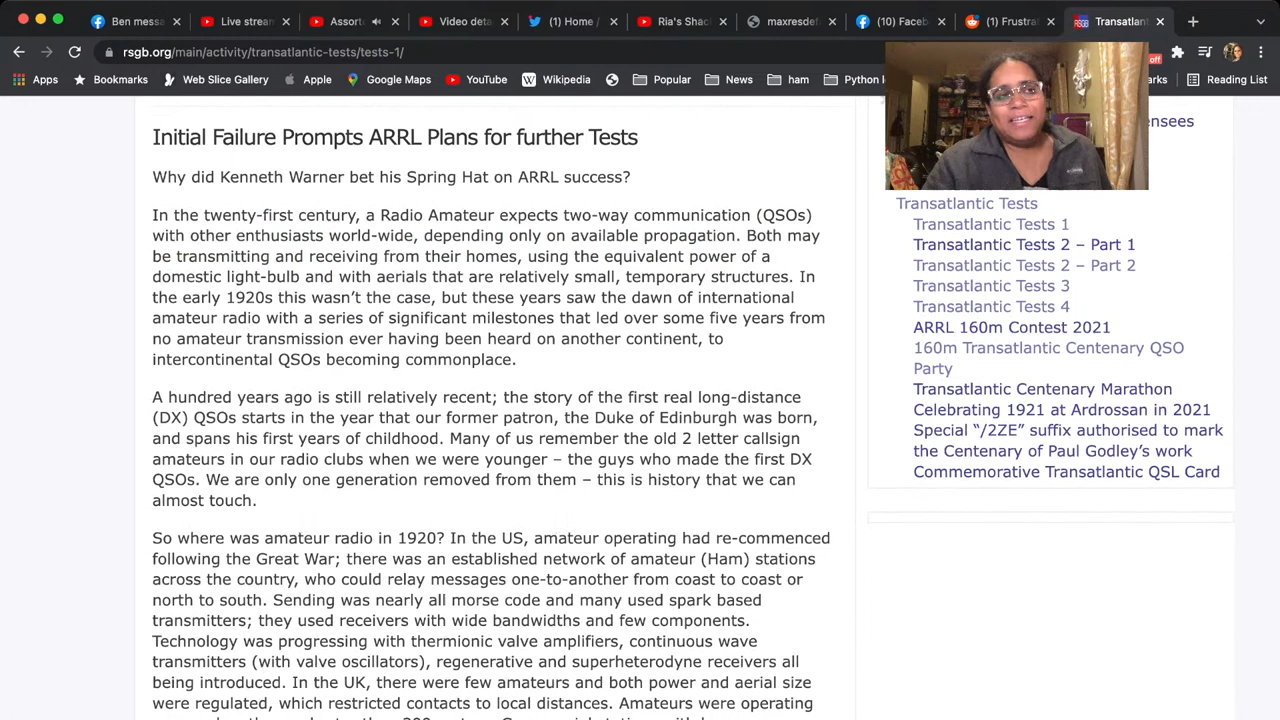 Ben messa
Live stream
Assorte
Video deta
(1) Home /
Ria's Shac
maxresdef
(10) Faceb
(1) Frustra
Transatlan
rsgb.org/main/activity/transatlantic-tests/tests-1/
off
Apps
Bookmarks
Web Slice Gallery
Apple
Google Maps
YouTube
Wikipedia
Popular
News
ham
Python
Reading List
Initial Failure Prompts ARRL Plans for further Tests
Why did Kenneth Warner bet his Spring Hat on ARRL success?
In the twenty-first century, a Radio Amateur expects two-way communication (QSOs)
with other enthusiasts world-wide, depending only on available propagation. Both may
be transmitting and receiving from their homes, using the equivalent power of a
domestic light-bulb and with aerials that are relatively small, temporary structures. In
the early 1920s this wasn't the case, but these years saw the dawn of international
amateur radio with a series of significant milestones that led over some five years from
no amateur transmission ever having been heard on another continent, to
intercontinental QSOs becoming commonplace.
A hundred years ago is still relatively recent; the story of the first real long-distance
(DX) QSOs starts in the year that our former patron, the Duke of Edinburgh was born,
and spans his first years of childhood. Many of us remember the old 2 letter callsign
amateurs in our radio clubs when we were younger – the guys who made the first DX
QSOs. We are only one generation removed from them – this is history that we can
almost touch.
So where was amateur radio in 1920? In the US, amateur operating had re-commenced
following the Great War; there was an established network of amateur (Ham) stations
across the country, who could relay messages one-to-another from coast to coast or
north to south. Sending was nearly all morse code and many used spark based
transmitters; they used receivers with wide bandwidths and few components.
Technology was progressing with thermionic valve amplifiers, continuous wave
transmitters (with valve oscillators), regenerative and superheterodyne receivers all
being introduced. In the UK, there were few amateurs and both power and aerial size
were regulated, which restricted contacts to local distances. Amateurs were operating
ensees
Transatlantic Tests
Transatlantic Tests 1
Transatlantic Tests 2 – Part 1
Transatlantic Tests 2 – Part 2
Transatlantic Tests 3
Transatlantic Tests 4
ARRL 160m Contest 2021
160m Transatlantic Centenary QSO
Party
Transatlantic Centenary Marathon
Celebrating 1921 at Ardrossan in 2021
Special “/2ZE” suffix authorised to mark
the Centenary of Paul Godley's work
Commemorative Transatlantic QSL Card